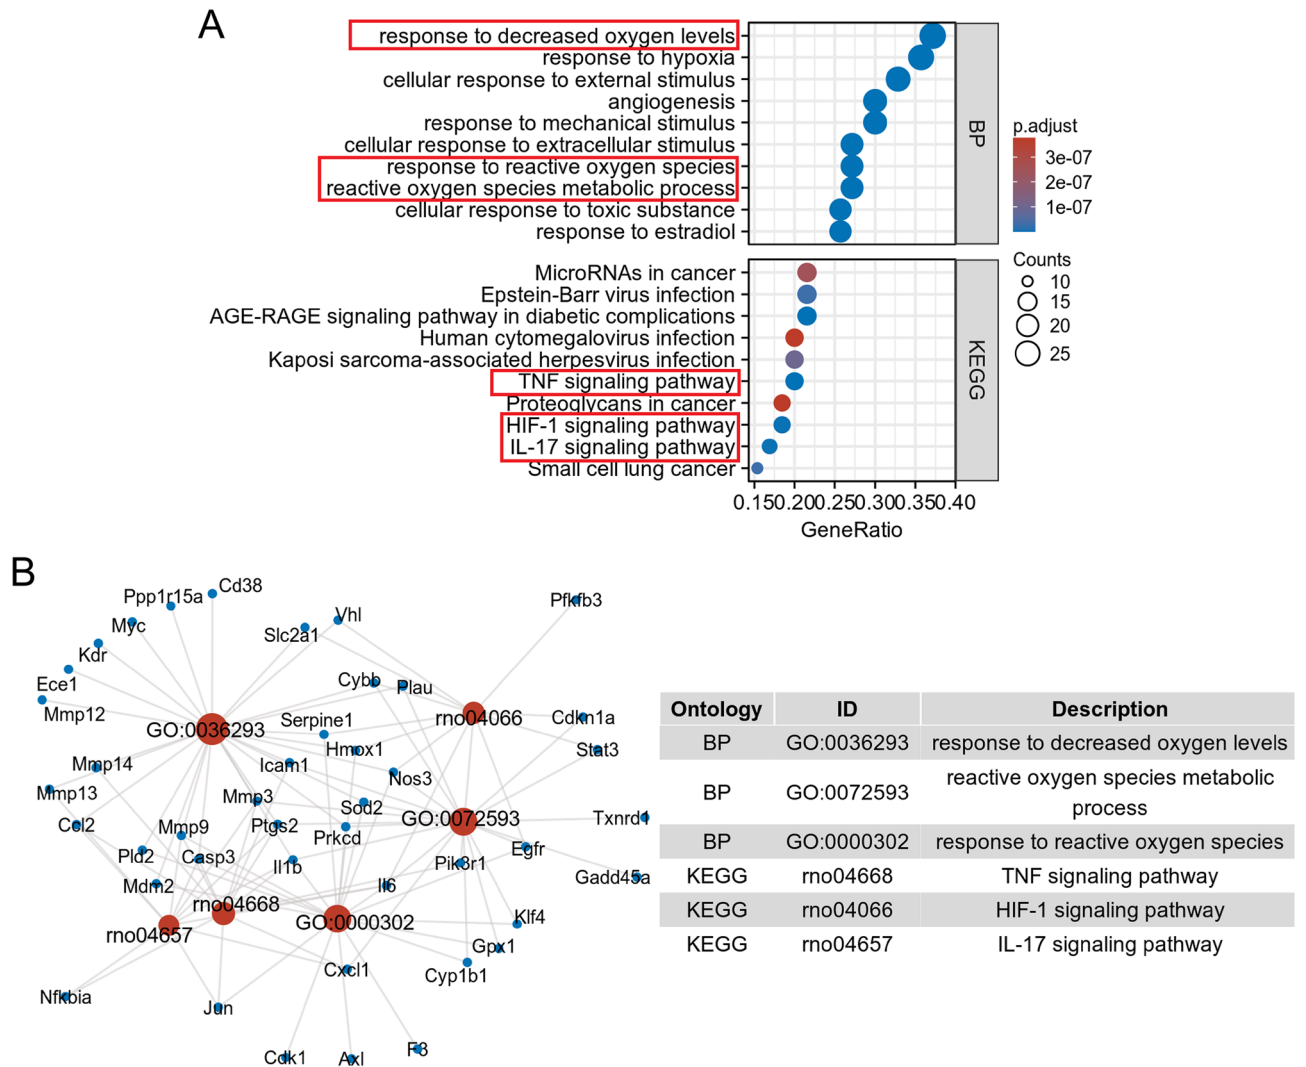 A
response to decreased oxygen levels
response to hypoxia
cellular response to external stimulus
angiogenesis
response to mechanical stimulus
cellular response to extracellular stimulus
response to reactive oxygen species
reactive oxygen species metabolic process
cellular response to toxic substance
response to estradiol
BP
MicroRNAs in cancer
Epstein-Barr virus infection
AGE-RAGE signaling pathway in diabetic complications
Human cytomegalovirus infection
Kaposi sarcoma-associated herpesvirus infection
TNF signaling pathway
Proteoglycans in cancer
HIF-1 signaling pathway
IL-17 signaling pathway
Small cell lung cancer
KEGG
0.15 0.20 0.25 0.30 0.35 0.40
GeneRatio
p.adjust
3e-07
2e-07
1e-07
Counts
10
15
20
25
B
Cd38
Ppp1r15a
Myc
Kdr
Ece1
Mmp12
Slc2a1
Vhl
Pfkfb3
Cybb
Plau
GO:0036293
Serpine1
rno04066
Cdkn1a
Hmox1
Stat3
Mmp14
Icam1
Nos3
Mmp13
Mmp3
Sod2
GO:0072593
Txnrd1
Ccl2
Mmp9
Ptgs2
Prkcd
Pld2
Casp3
Il1b
Pik3r1
Egfr
Gadd45a
Mdm2
Il6
rno04668
rno04657
GO:0000302
Klf4
Gpx1
Cyp1b1
Cxcl1
Nfkbia
Jun
Cdk1
Axl
F3
Ontology ID Description
BP GO:0036293 response to decreased oxygen levels
BP GO:0072593 reactive oxygen species metabolic
process
BP GO:0000302 response to reactive oxygen species
KEGG rno04668 TNF signaling pathway
KEGG rno04066 HIF-1 signaling pathway
KEGG rno04657 IL-17 signaling pathway